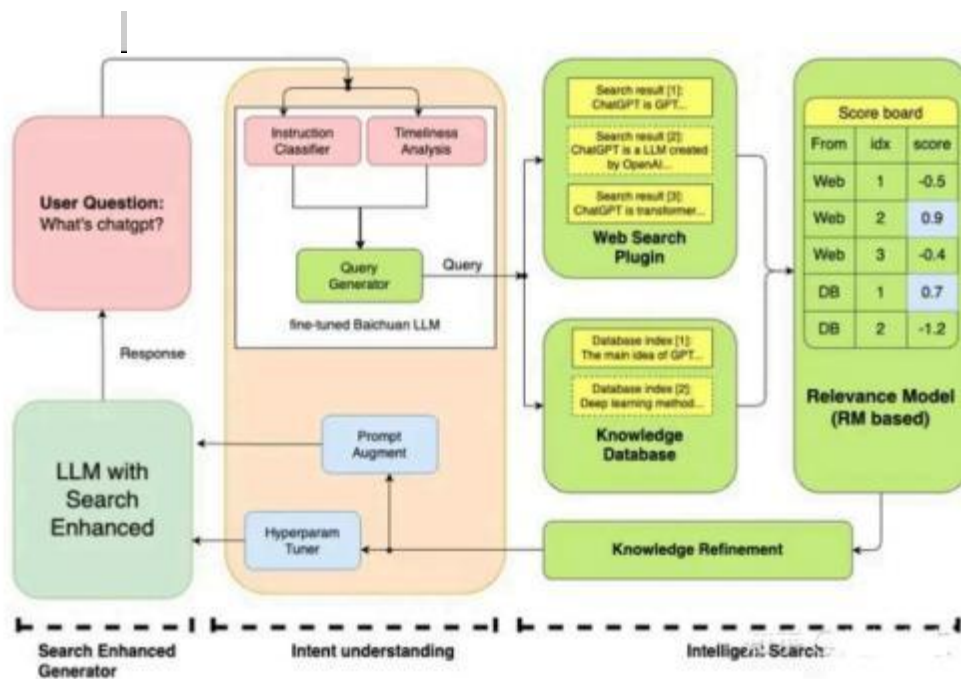 User Question:
What's chatgpt?
Response
LLM with
Search
Enhanced
Instruction
Classifier
Timeliness
Analysis
Query
Generator
fine-tuned Baichuan LLM
Query
Prompt
Augment
Hyperparam
Tuner
Search result [1]:
ChatGPT is GPT...
Search result [2]:
ChatGPT is a LLM created
by OpenAI...
Search result [3]:
ChatGPT is transformer...
Web Search
Plugin
Database index [1]:
The main idea of GPT...
Database index [2]:
Deep learning method...
Knowledge
Database
Score board
From idx score
Web 1 -0.5
Web 2 0.9
Web 3 -0.4
DB 1 0.7
DB 2 -1.2
Relevance Model
(RM based)
Knowledge Refinement
Search Enhanced
Generator
Intent understanding
Intelligent Search